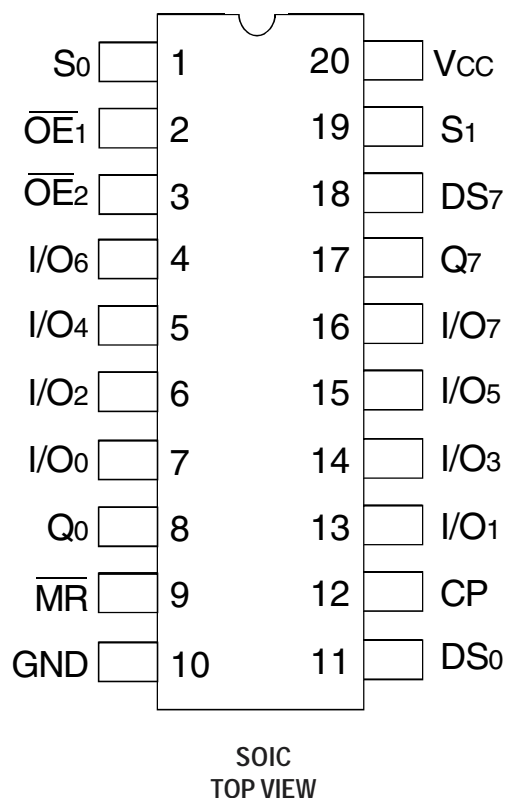 S0 1 20 VCC
OE1 2 19 S1
OE2 3 18 DS7
I/O6 4 17 Q7
I/O4 5 16 I/O7
I/O2 6 15 I/O5
I/O0 7 14 I/O3
Q0 8 13 I/O1
MR 9 12 CP
GND 10 11 DS0
SOIC
TOP VIEW